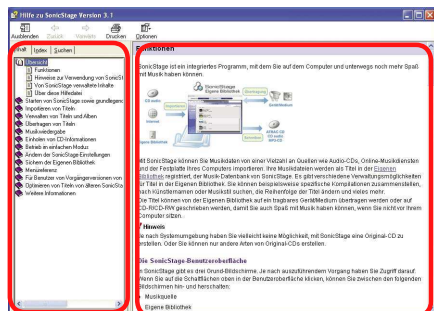 Hilfe zu SonicStage Version 3.1
Ausblenden Zurück Vorwärts Drucken Optionen
Inhalt Index Suchen
Übersicht
Funktionen
Hinweise zur Verwendung von SonicSt
Von SonicStage verwaltete Inhalte
Über diese Hilfedatei
Starten von SonicStage sowie grundlegend
Importieren von Titeln
Verwalten von Titeln und Alben
Übertragen von Titeln
Musikwiedergabe
Einholen von CD-Informationen
Betrieb im einfachen Modus
Ändern der SonicStage-Einstellungen
Sichern der Eigenen Bibliothek
Menüreferenz
Für Benutzer von Vorgängerversionen von
Optimieren von Titeln von älteren SonicSta
Weitere Informationen
Funktionen
SonicStage ist ein integriertes Programm, mit dem Sie auf dem Computer und unterwegs noch mehr Spaß
mit Musik haben können.
SonicStage
Eigene Bibliothek
CD audio
Importieren
Übertragung
ATRAC CD
audio CD
MP3-CD
Mit SonicStage können Sie Musikdaten von einer Vielzahl an Quellen wie Audio-CDs, Online-Musikdiensten
und der Festplatte Ihres Computers importieren. Ihre Musikdaten werden als Titel in der Eigenen
Bibliothek registriert, der Musik-Datenbank von SonicStage. Es gibt verschiedene Verwaltungsmöglichkeiten
für Titel in der Eigenen Bibliothek. Sie können beispielsweise spezifische Kompilationen zusammenstellen,
nach Künstlernamen oder Musikstil suchen, die Reihenfolge der Titel ändern und vieles mehr.
Die Titel können von der Eigenen Bibliothek auf ein tragbares Gerät/Medium übertragen werden oder auf
CD-R/CD-RW geschrieben werden, damit Sie auch Spaß mit Musik haben können, wenn Sie nicht vor Ihrem
Computer sitzen.
Hinweis
Je nach Systemumgebung haben Sie vielleicht keine Möglichkeit, mit SonicStage eine Original-CD zu
erstellen. Oder Sie können nur andere Arten von Original-CDs erstellen.
Die SonicStage-Benutzeroberfläche
In SonicStage gibt es drei Grund-Bildschirme. Je nach auszuführendem Vorgang haben Sie Zugriff darauf.
Wenn Sie auf die Schaltflächen oben in der Benutzeroberfläche klicken, können Sie zwischen den folgenden
Bildschirmen hin- und herschalten:
Musikquelle
Eigene Bibliothek